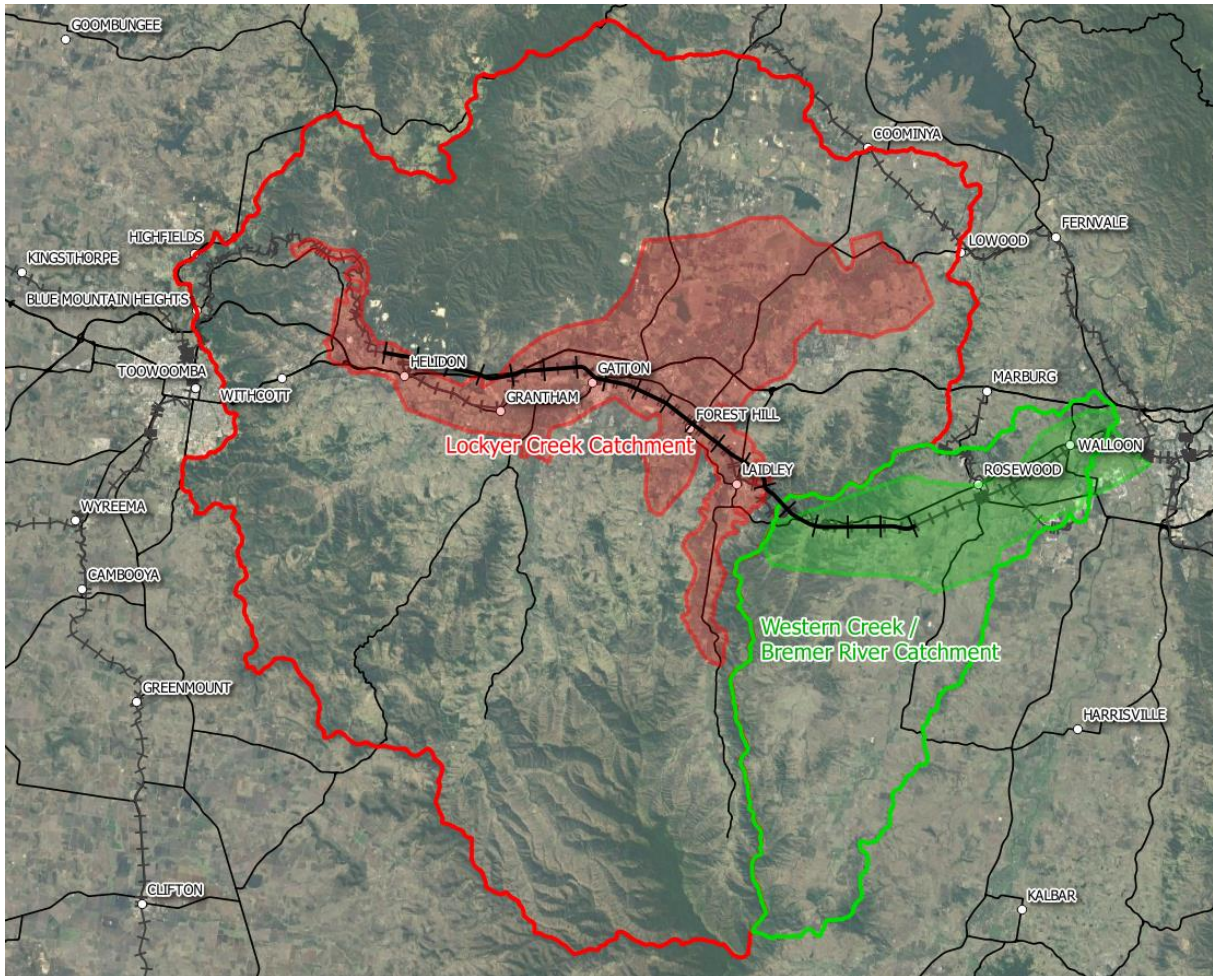 GOOMBUNGEE
COOMINYA
HIGHFIELDS
FERNVALE
LOWOOD
KINGSTHORPE
BLUE MOUNTAIN HEIGHTS
HELIDON
GATTON
TOOWOOMBA
WITHCOTT
MARBURG
GRANTHAM
FOREST HILL
Lockyer Creek Catchment
WALLOON
LAIDLEY
ROSEWOOD
WYREEMA
CAMBOOYA
Western Creek /
Bremer River Catchment
GREENMOUNT
HARRISVILLE
CLIFTON
KALBAR